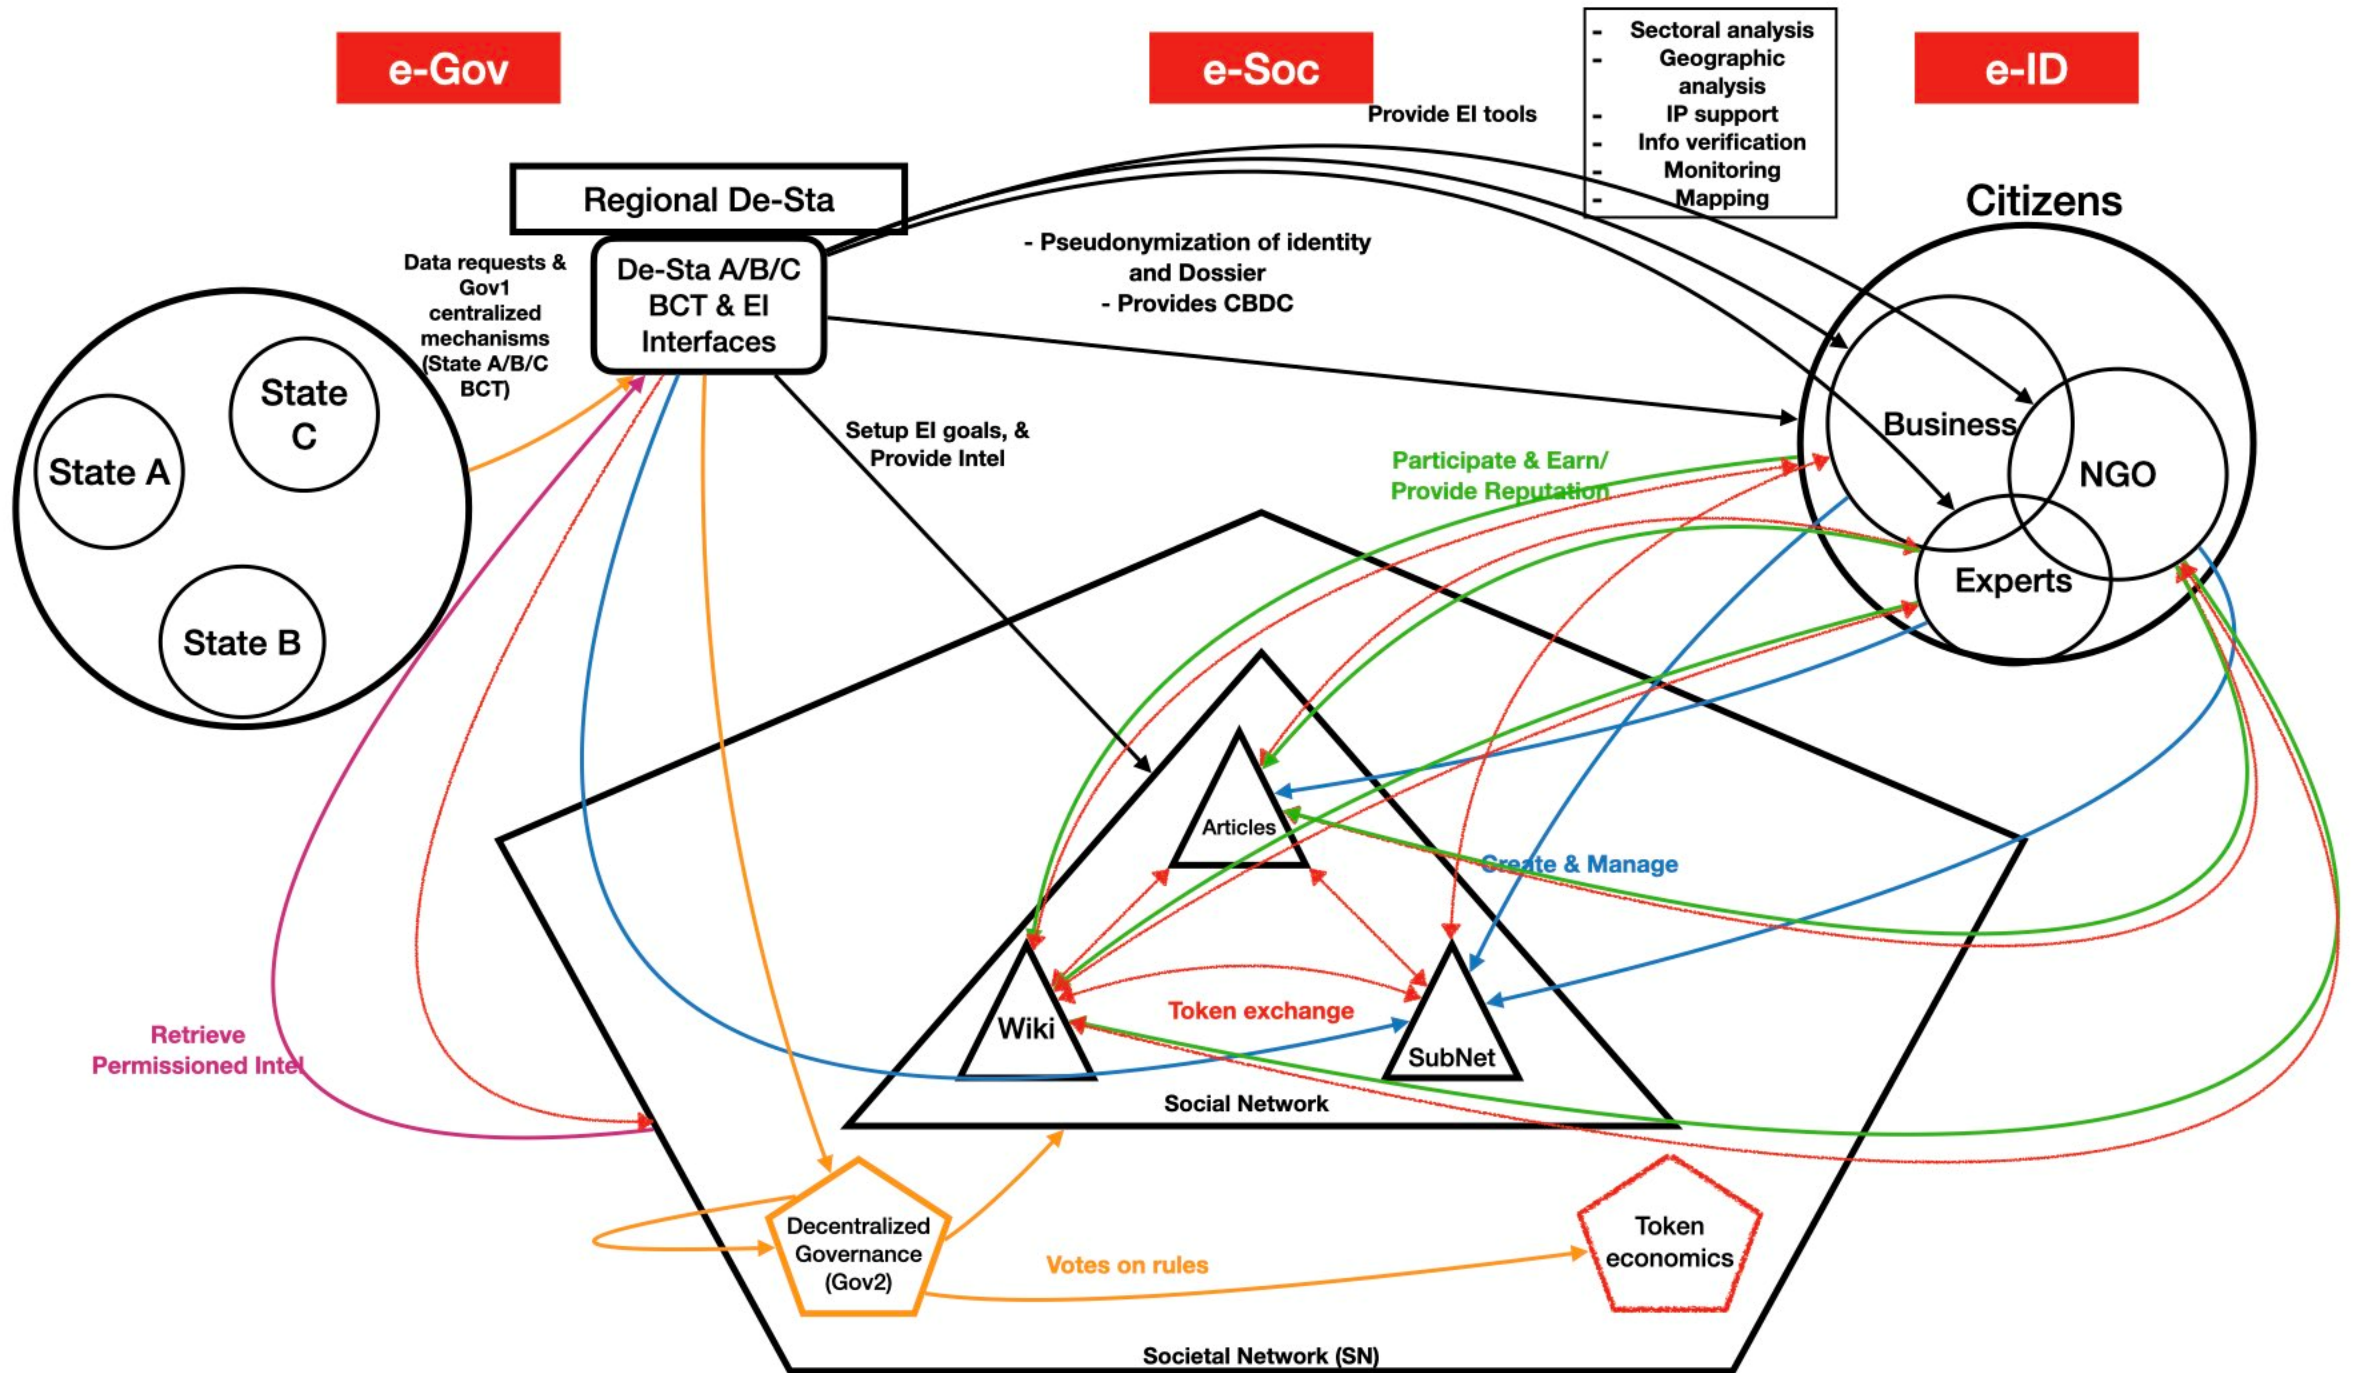 e-Gov
e-Soc
e-ID
- Sectoral analysis
- Geographic
analysis
- IP support
- Info verification
- Monitoring
- Mapping
Provide EI tools
Regional De-Sta
Citizens
De-Sta A/B/C
BCT & EI
Interfaces
Data requests &
Gov1
centralized
mechanisms
(State A/B/C
BCT)
- Pseudonymization of identity
and Dossier
- Provides CBDC
State
C
State A
State B
Setup EI goals, &
Provide Intel
Participate & Earn/
Provide Reputation
Business
NGO
Experts
Articles
Create & Manage
Token exchange
Wiki
SubNet
Social Network
Retrieve
Permissioned Intel
Decentralized
Governance
(Gov2)
Votes on rules
Token
economics
Societal Network (SN)